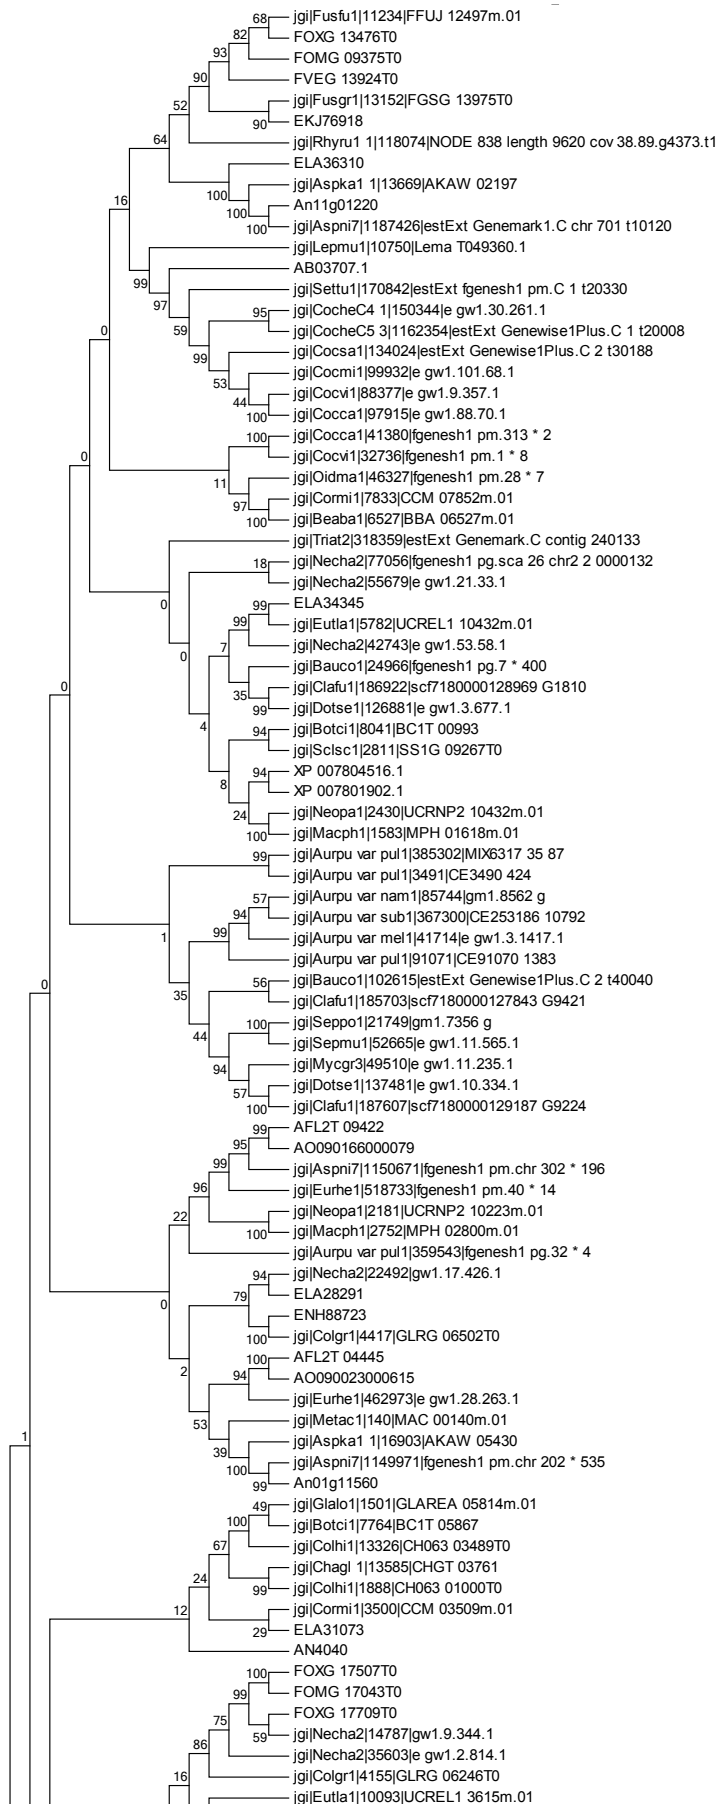 jgi|Fusfu1|11234|FFUJ 12497m.01
68
FOXG 13476T0
82
FOMG 09375T0
93
FVEG 13924T0
90
jgi|Fusgr1|13152|FGSG 13975T0
52
EKJ76918
90
jgi|Rhyru1 1|118074|NODE 838 length 9620 cov 38.89.g4373.t1
64
ELA36310
jgi|Aspka1 1|13669|AKAW 02197
100
16
An11g01220
100
jgi|Aspni7|1187426|estExt Genemark1.C chr 701 t10120
100
jgi|Lepmu1|10750|Lema T049360.1
AB03707.1
99
jgi|Settu1|170842|estExt fgenesh1 pm.C 1 t20330
97
jgi|CocheC4 1|150344|e gw1.30.261.1
95
0
jgi|CocheC5 3|1162354|estExt Genewise1Plus.C 1 t20008
59
jgi|Cocsa1|134024|estExt Genewise1Plus.C 2 t30188
99
jgi|Cocmi1|99932|e gw1.101.68.1
53
jgi|Cocvi1|88377|e gw1.9.357.1
44
jgi|Cocca1|97915|e gw1.88.70.1
100
jgi|Cocca1|41380|fgenesh1 pm.313 * 2
100
jgi|Cocvi1|32736|fgenesh1 pm.1 * 8
0
jgi|Oidma1|46327|fgenesh1 pm.28 * 7
11
jgi|Cormi1|7833|CCM 07852m.01
97
jgi|Beaba1|6527|BBA 06527m.01
100
jgi|Triat2|318359|estExt Genemark.C contig 240133
jgi|Necha2|77056|fgenesh1 pg.sca 26 chr2 2 0000132
18
jgi|Necha2|55679|e gw1.21.33.1
0
ELA34345
99
jgi|Eutla1|5782|UCREL1 10432m.01
99
jgi|Necha2|42743|e gw1.53.58.1
7
0
jgi|Bauco1|24966|fgenesh1 pg.7 * 400
jgi|Clafu1|186922|scf7180000128969 G1810
35
0
jgi|Dotse1|126881|e gw1.3.677.1
99
jgi|Botci1|8041|BC1T 00993
4
94
jgi|Sclsc1|2811|SS1G 09267T0
XP 007804516.1
94
8
XP 007801902.1
jgi|Neopa1|2430|UCRNP2 10432m.01
24
jgi|Macph1|1583|MPH 01618m.01
100
jgi|Aurpu var pul1|385302|MIX6317 35 87
99
jgi|Aurpu var pul1|3491|CE3490 424
jgi|Aurpu var nam1|85744|gm1.8562 g
57
jgi|Aurpu var sub1|367300|CE253186 10792
94
jgi|Aurpu var mel1|41714|e gw1.3.1417.1
99
1
jgi|Aurpu var pul1|91071|CE91070 1383
jgi|Bauco1|102615|estExt Genewise1Plus.C 2 t40040
56
0
jgi|Clafu1|185703|scf7180000127843 G9421
35
jgi|Seppo1|21749|gm1.7356 g
100
jgi|Sepmu1|52665|e gw1.11.565.1
44
jgi|Mycgr3|49510|e gw1.11.235.1
94
jgi|Dotse1|137481|e gw1.10.334.1
57
jgi|Clafu1|187607|scf7180000129187 G9224
100
AFL2T 09422
99
AO090166000079
95
jgi|Aspni7|1150671|fgenesh1 pm.chr 302 * 196
99
jgi|Eurhe1|518733|fgenesh1 pm.40 * 14
96
jgi|Neopa1|2181|UCRNP2 10223m.01
22
jgi|Macph1|2752|MPH 02800m.01
100
jgi|Aurpu var pul1|359543|fgenesh1 pg.32 * 4
jgi|Necha2|22492|gw1.17.426.1
94
ELA28291
79
0
ENH88723
jgi|Colgr1|4417|GLRG 06502T0
100
AFL2T 04445
100
2
AO090023000615
94
jgi|Eurhe1|462973|e gw1.28.263.1
jgi|Metac1|140|MAC 00140m.01
53
1
jgi|Aspka1 1|16903|AKAW 05430
39
jgi|Aspni7|1149971|fgenesh1 pm.chr 202 * 535
100
An01g11560
99
jgi|Glalo1|1501|GLAREA 05814m.01
49
jgi|Botci1|7764|BC1T 05867
100
jgi|Colhi1|13326|CH063 03489T0
67
jgi|Chagl 1|13585|CHGT 03761
24
jgi|Colhi1|1888|CH063 01000T0
99
jgi|Cormi1|3500|CCM 03509m.01
12
ELA31073
29
AN4040
FOXG 17507T0
100
FOMG 17043T0
99
FOXG 17709T0
75
jgi|Necha2|14787|gw1.9.344.1
59
86
jgi|Necha2|35603|e gw1.2.814.1
jgi|Colgr1|4155|GLRG 06246T0
16
jgi|Eutla1|10093|UCREL1 3615m.01